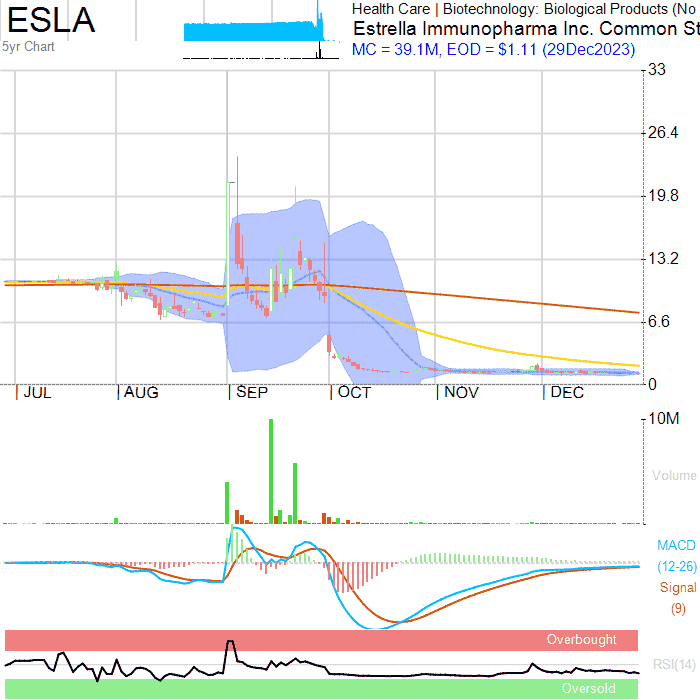 ESLA
5yr Chart
Health Care | Biotechnology: Biological Products (No
Estrella Immunopharma Inc. Common St
MC = 39.1M, EOD = $1.11 (29Dec2023)
33
26.4
19.8
13.2
6.6
0
JUL AUG SEP OCT NOV DEC
10M
Volume
MACD
(12-26)
Signal
(9)
Overbought
RSI(14)
Oversold